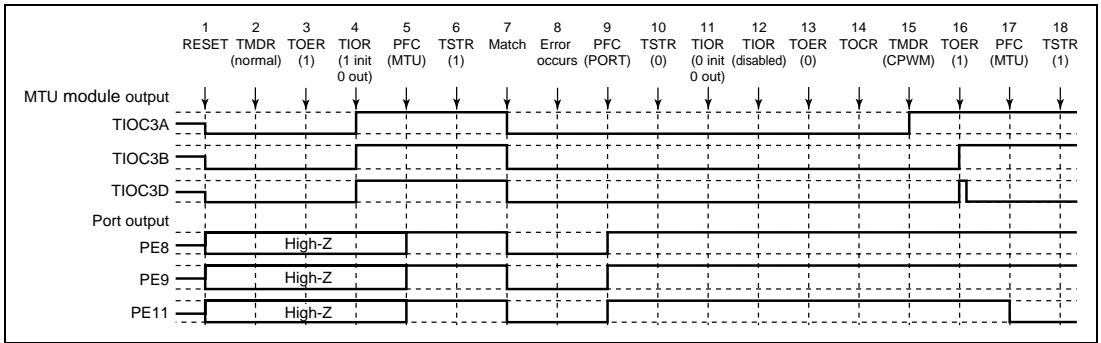 1 2 3 4 5 6 7 8 9 10 11 12 13 14 15 16 17 18
RESET TMDR TOER TIOR PFC TSTR Match Error PFC TSTR TIOR TIOR TOER TOCR TMDR TOER PFC TSTR
(normal) (1) (1 init (MTU) (1) occurs (PORT) (0) (0 init (disabled) (0) (CPWM) (1) (MTU) (1)
0 out) 0 out)
MTU module output
TIOC3A
TIOC3B
TIOC3D
Port output
PE8 High-Z
PE9 High-Z
PE11 High-Z